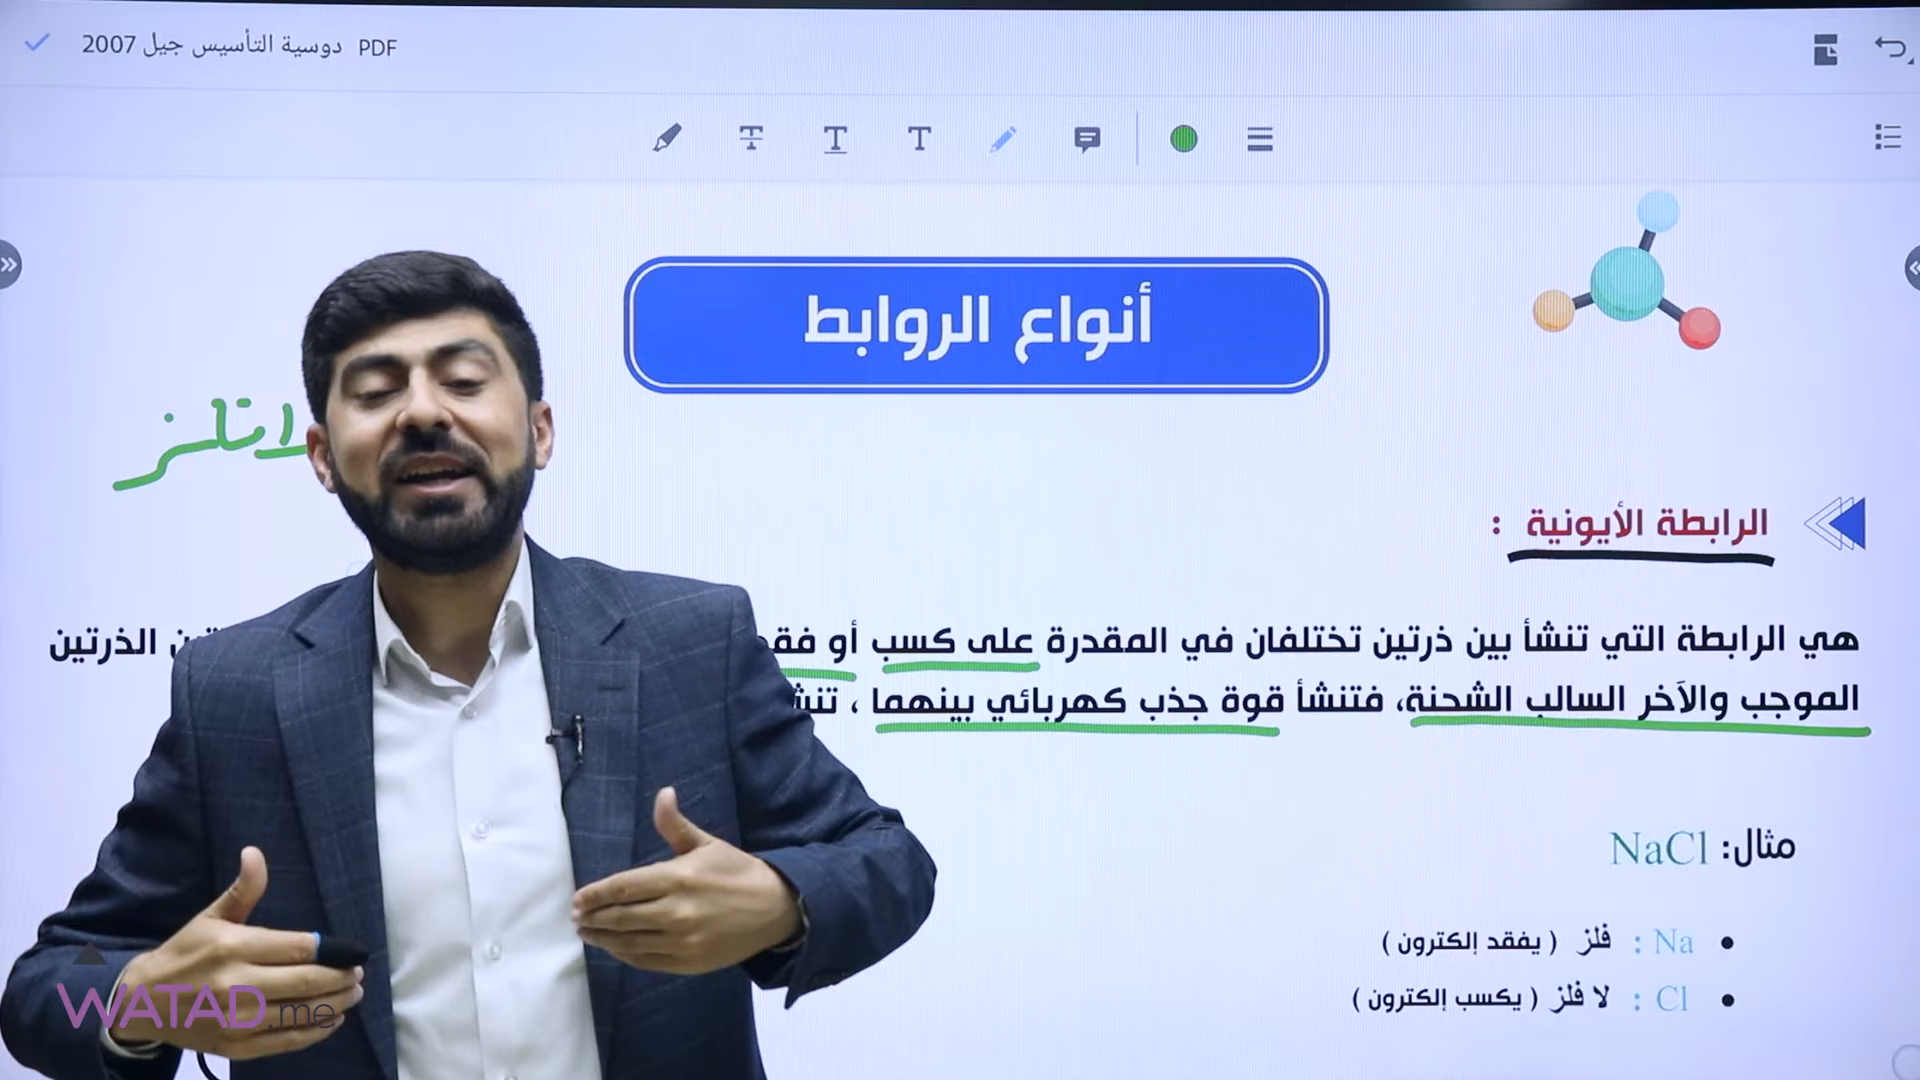 دوسية التأسيس جيل 2007 PDF
أنواع الروابط
لافلز
الرابطة الأيونية :
هي الرابطة التي تنشأ بين ذرتين تختلفان في المقدرة على كسب أو الذرتين
الموجب والآخر السالب الشحنة، فتنشأ قوة جذب كهربائي بينهما ،
مثال: NaCl
• Na : فلز ( يفقد إلكترون )
• Cl : لا فلز ( يكسب إلكترون )
WATAD.me